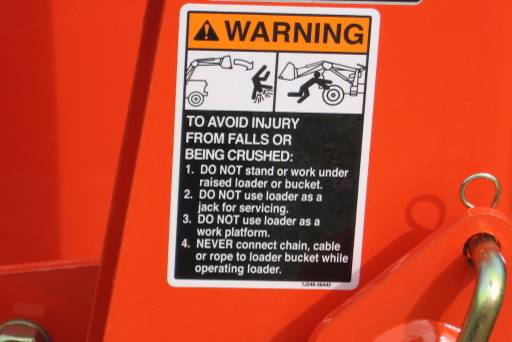 WARNING
TO AVOID INJURY
FROM FALLS OR
BEING CRUSHED:
1. DO NOT stand or work under
raised loader or bucket.
2. DO NOT use loader as a
jack for servicing.
3. DO NOT use loader as a
work platform.
4. NEVER connect chain, cable
or rope to loader bucket while
operating loader.